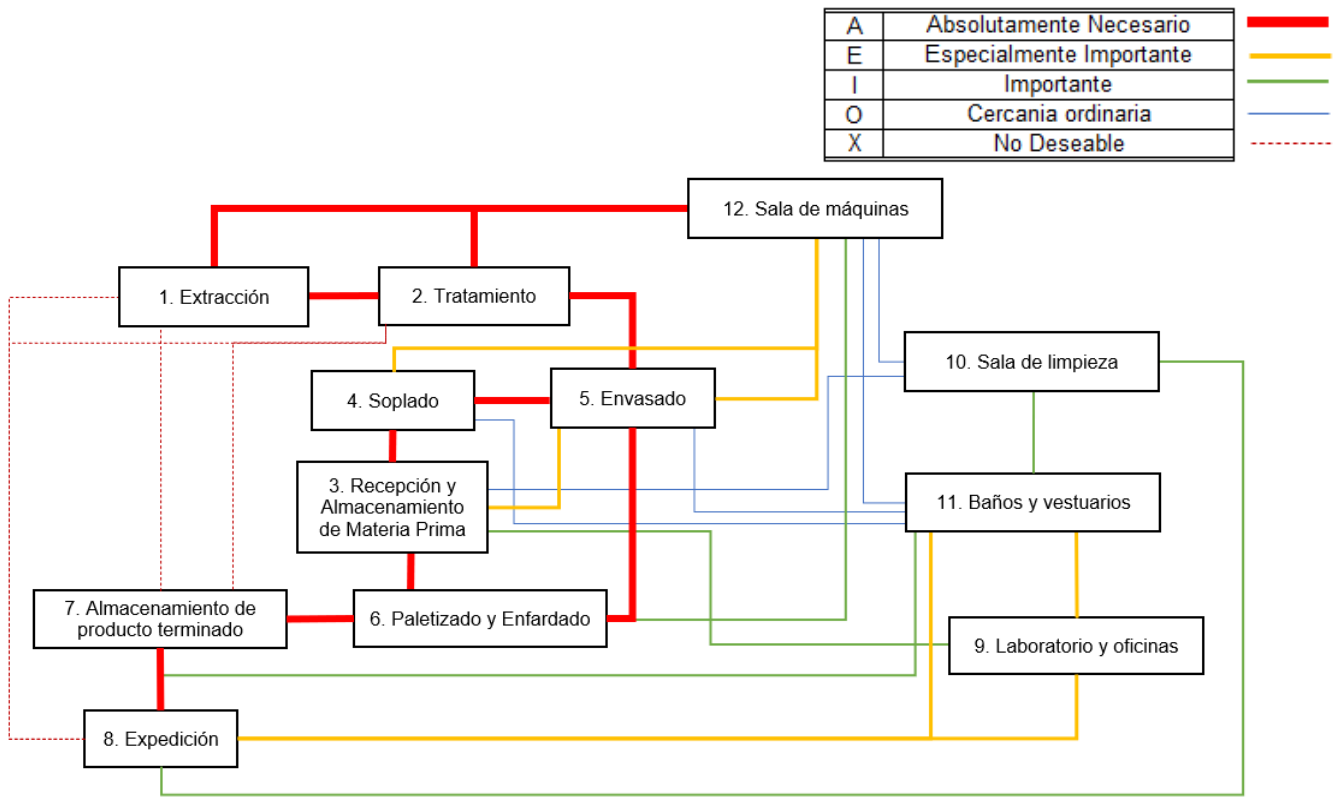 A Absolutamente Necesario
E Especialmente Importante
I Importante
O Cercania ordinaria
X No Deseable
12. Sala de máquinas
1. Extracción
2. Tratamiento
10. Sala de limpieza
4. Soplado
5. Envasado
3. Recepción y
Almacenamiento
de Materia Prima
11. Baños y vestuarios
7. Almacenamiento de
producto terminado
6. Paletizado y Enfardado
9. Laboratorio y oficinas
8. Expedición